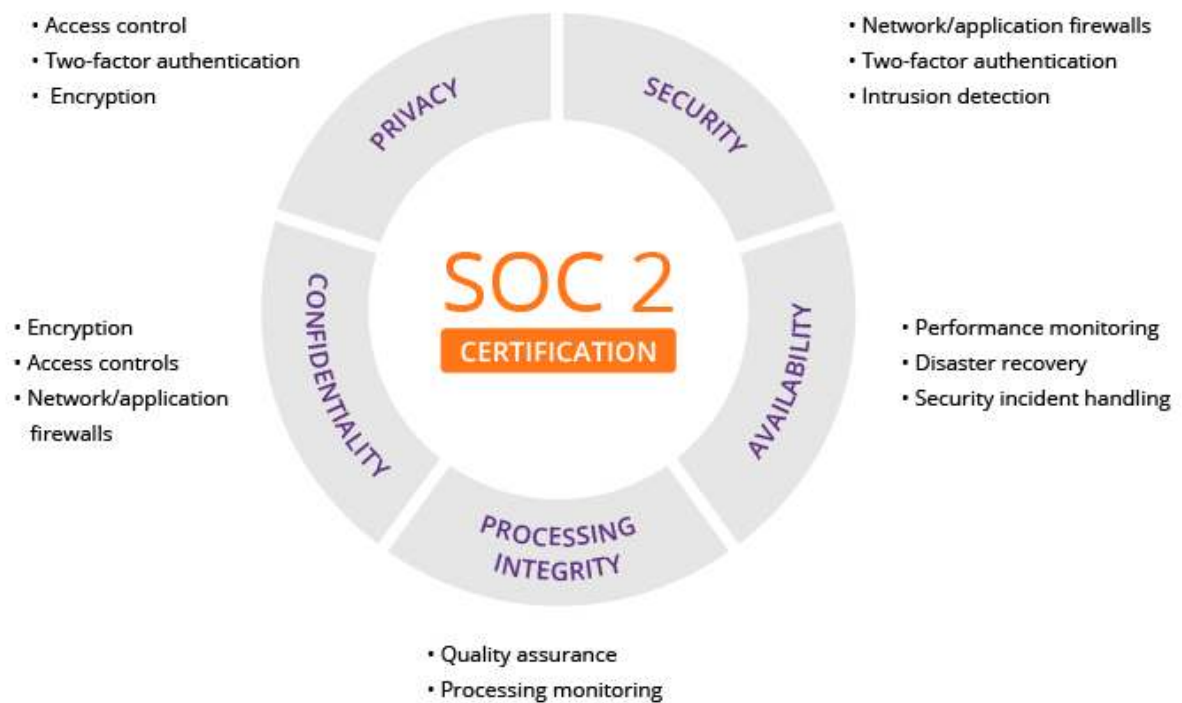 • Access control
• Two-factor authentication
• Encryption
• Network/application firewalls
• Two-factor authentication
• Intrusion detection
PRIVACY
SECURITY
SOC 2
CERTIFICATION
CONFIDENTIALITY
AVAILABILITY
• Encryption
• Access controls
• Network/application
firewalls
• Performance monitoring
• Disaster recovery
• Security incident handling
PROCESSING
INTEGRITY
• Quality assurance
• Processing monitoring